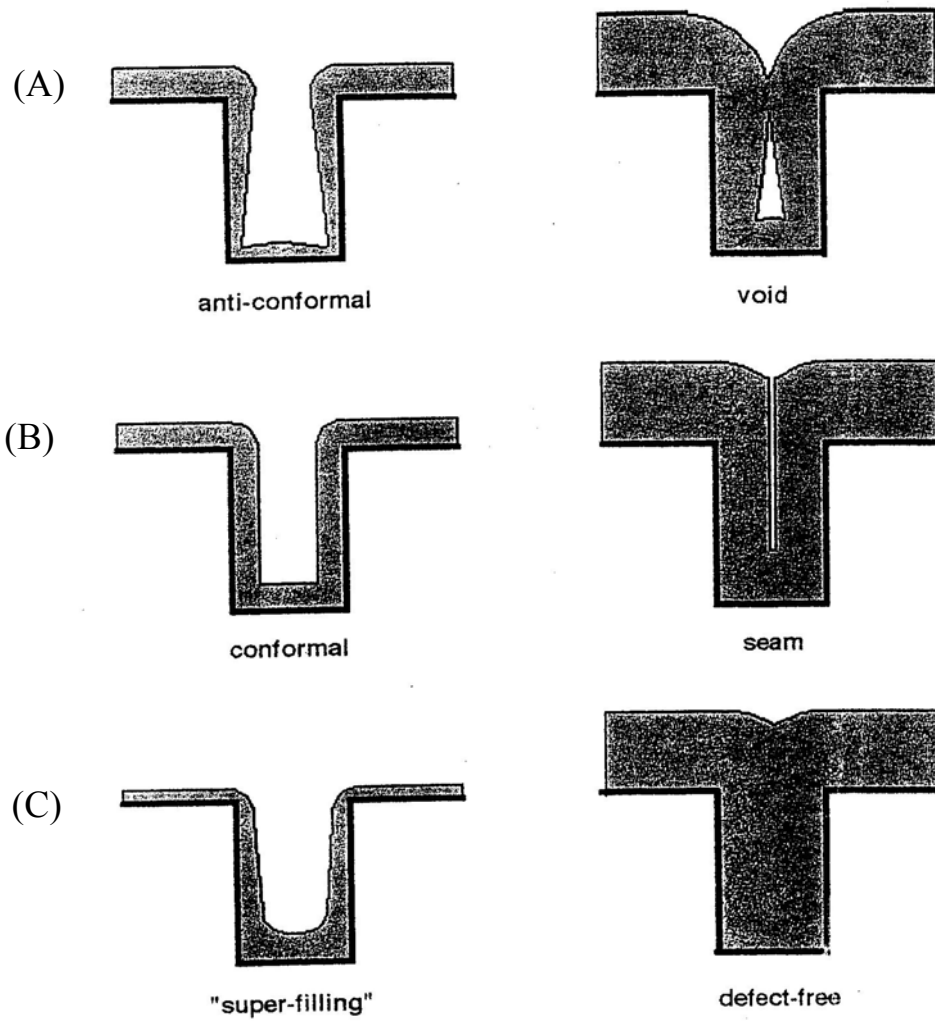 (A)
anti-conformal
void
(B)
conformal
seam
(C)
"super-filling"
defect-free